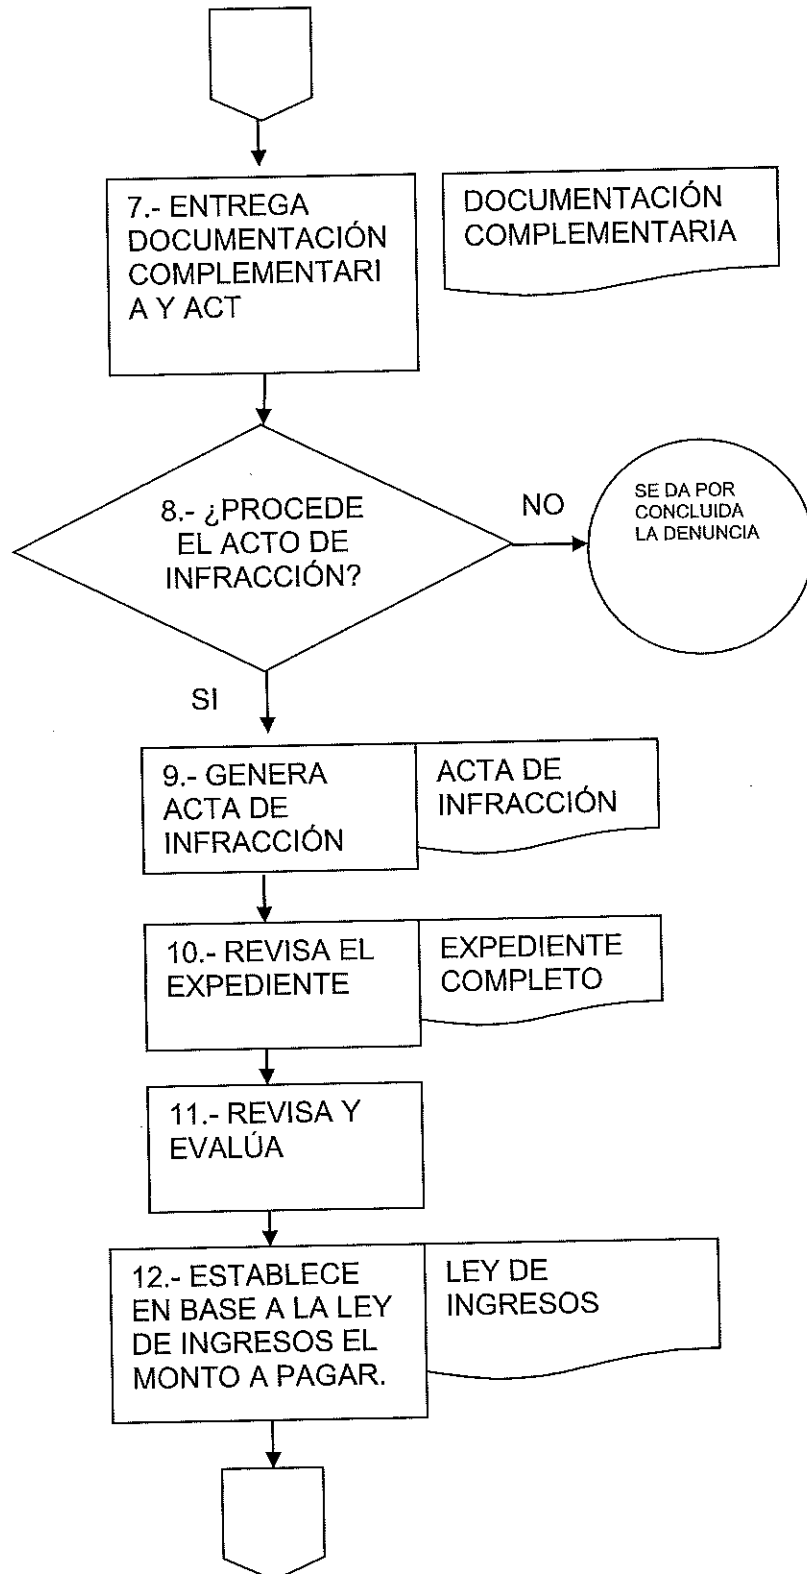 7.- ENTREGA
DOCUMENTACIÓN
COMPLEMENTARI
A Y ACT
DOCUMENTACIÓN
COMPLEMENTARIA
8.- ¿PROCEDE
EL ACTO DE
INFRACCIÓN?
NO
SE DA POR
CONCLUIDA
LA DENUNCIA
SI
9.- GENERA
ACTA DE
INFRACCIÓN
ACTA DE
INFRACCIÓN
10.- REVISA EL
EXPEDIENTE
EXPEDIENTE
COMPLETO
11.- REVISA Y
EVALÚA
12.- ESTABLECE
EN BASE A LA LEY
DE INGRESOS EL
MONTO A PAGAR.
LEY DE
INGRESOS